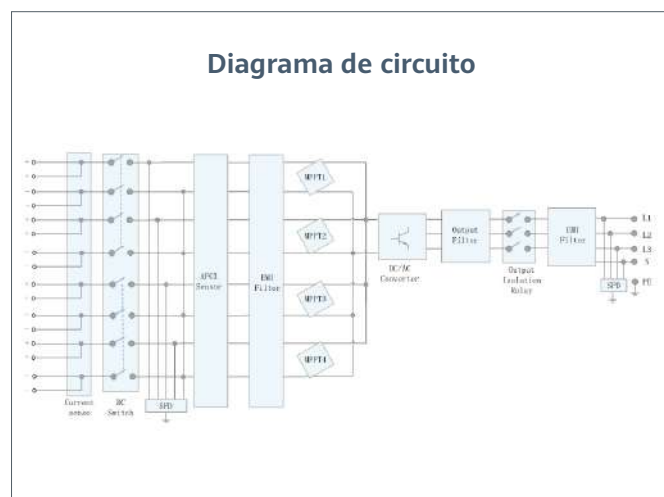 Diagrama de circuito
MPPT1
MPPT2
MPPT3
MPPT4
AFCI
Sensor
EMI
Filter
Current
sense
DC
Switch
SPD
DC/AC
Converter
Output
Filter
Output
Isolation
Relay
EMI
Filter
L1
L2
L3
N
PE
SPD